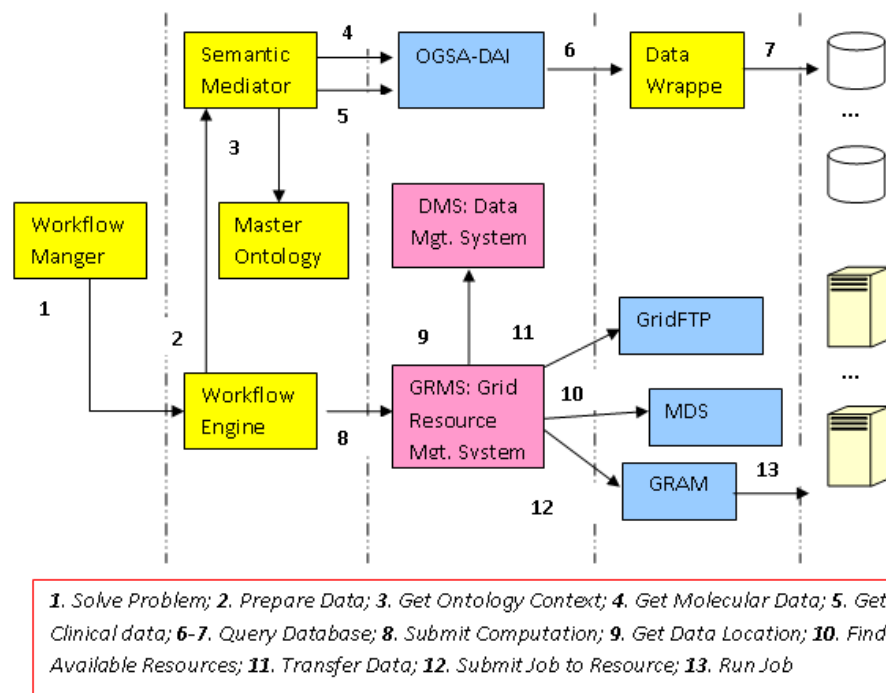 4
Semantic
Mediator
OGSA-DAI
6
Data
Wrappe
7
5
...
3
Workflow
Manger
Master
Ontology
DMS: Data
Mgt. System
1
2
9
11
GridFTP
...
Workflow
Engine
8
GRMS: Grid
Resource
Mgt. System
10
MDS
12
GRAM
13
1. Solve Problem; 2. Prepare Data; 3. Get Ontology Context; 4. Get Molecular Data; 5. Get
Clinical data; 6-7. Query Database; 8. Submit Computation; 9. Get Data Location; 10. Find
Available Resources; 11. Transfer Data; 12. Submit Job to Resource; 13. Run Job